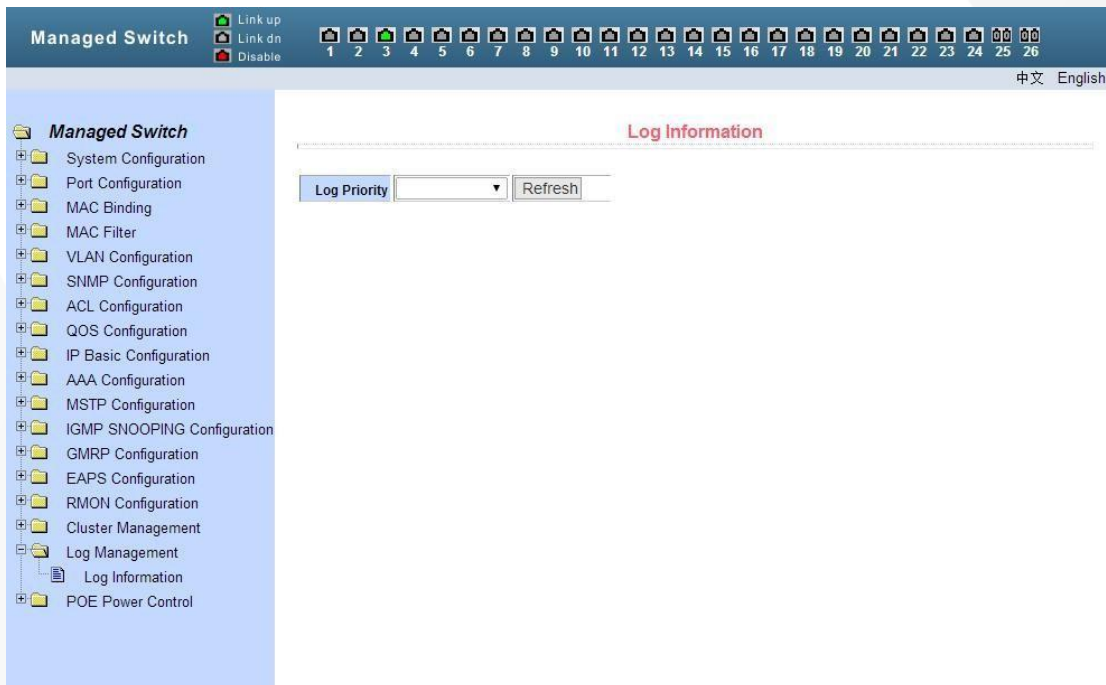 Managed Switch
Link up
Link dn
Disable
1 2 3 4 5 6 7 8 9 10 11 12 13 14 15 16 17 18 19 20 21 22 23 24 25 26
中文 English
Managed Switch
System Configuration
Port Configuration
MAC Binding
MAC Filter
VLAN Configuration
SNMP Configuration
ACL Configuration
QOS Configuration
IP Basic Configuration
AAA Configuration
MSTP Configuration
IGMP SNOOPING Configuration
GMRP Configuration
EAPS Configuration
RMON Configuration
Cluster Management
Log Management
Log Information
POE Power Control
Log Information
Log Priority Refresh